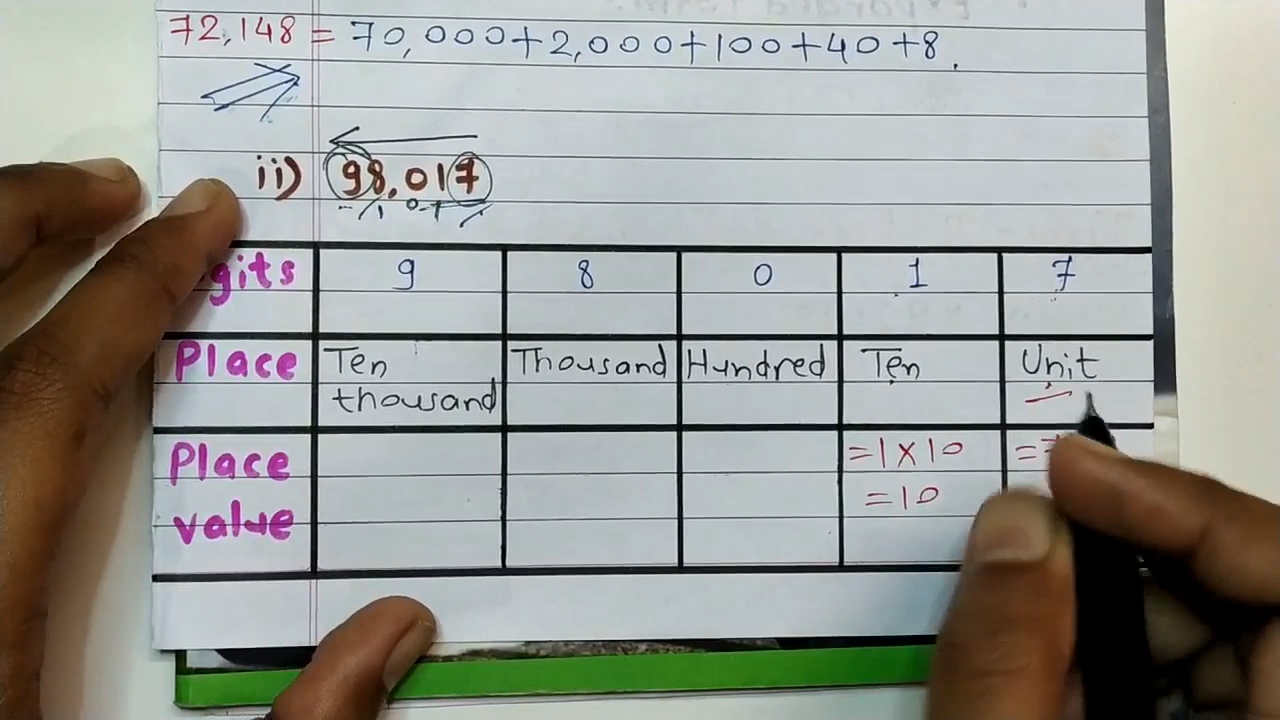 72,148 = 70,000+2,000+100+40+8.
ii) 98,017
gits 9 8 0 1 7
Place Ten thousand Thousand Hundred Ten Unit
Place value =1×10 =
=10